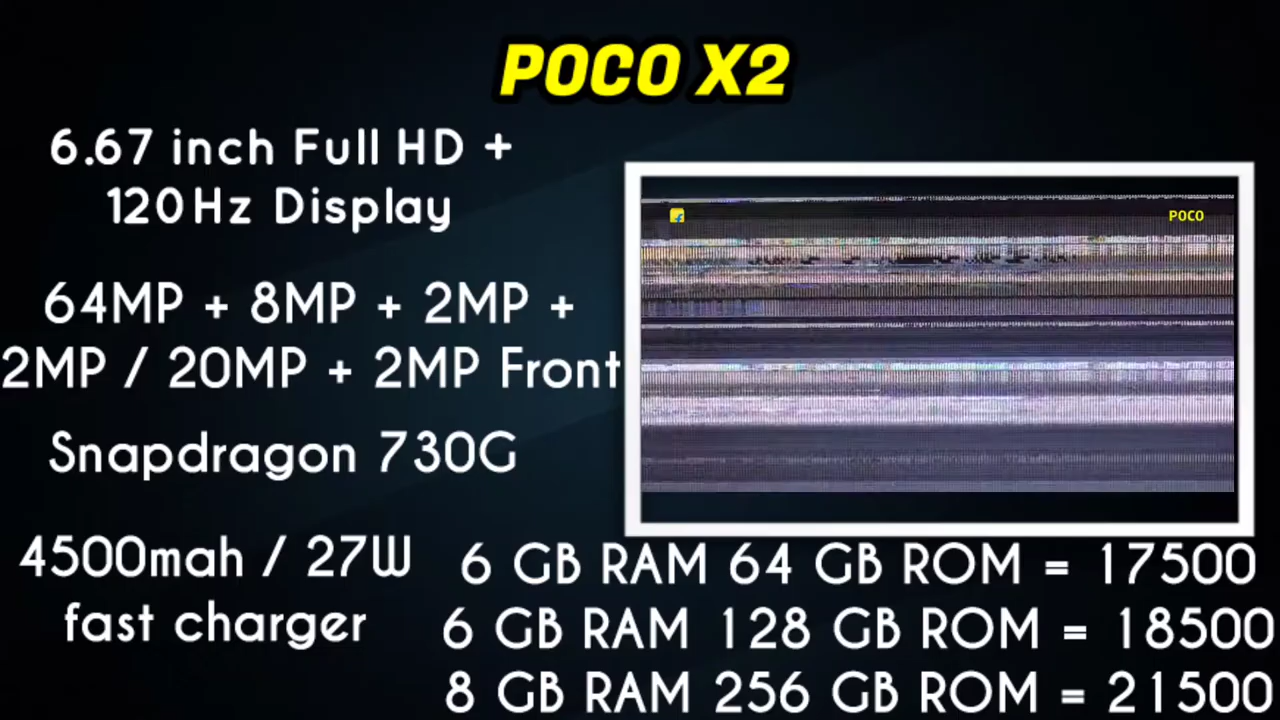 POCO X2
6.67 inch Full HD +
120Hz Display
64MP + 8MP + 2MP +
2MP / 20MP + 2MP Front
Snapdragon 730G
4500mah / 27W
fast charger
POCO
6 GB RAM 64 GB ROM = 17500
6 GB RAM 128 GB ROM = 18500
8 GB RAM 256 GB ROM = 21500